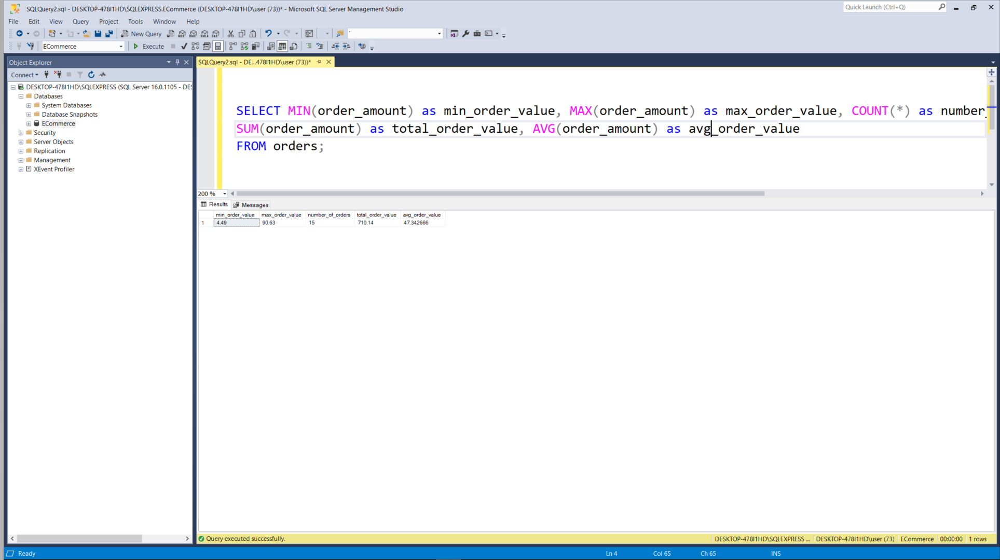 SQLQuery2.sql - DESKTOP-478I1HD\SQLEXPRESS.ECommerce (DESKTOP-478I1HD\user (73))* - Microsoft SQL Server Management Studio
Quick Launch (Ctrl+Q)
File Edit View Query Project Tools Window Help
New Query
ECommerce
Execute
Object Explorer
SQLQuery2.sql - DE...478I1HD\user (73))*
Connect
DESKTOP-478I1HD\SQLEXPRESS (SQL Server 16.0.1105 - DES
Databases
System Databases
Database Snapshots
ECommerce
Security
Server Objects
Replication
Management
XEvent Profiler
SELECT MIN(order_amount) as min_order_value, MAX(order_amount) as max_order_value, COUNT(*) as number_
SUM(order_amount) as total_order_value, AVG(order_amount) as avg_order_value
FROM orders;
200 %
Results Messages
min_order_value max_order_value number_of_orders total_order_value avg_order_value
1 4.49 90.63 15 710.14 47.342666
Query executed successfully.
DESKTOP-478I1HD\SQLEXPRESS ... DESKTOP-478I1HD\user (73) ECommerce 00:00:00 1 rows
Ready Ln 4 Col 65 Ch 65 INS